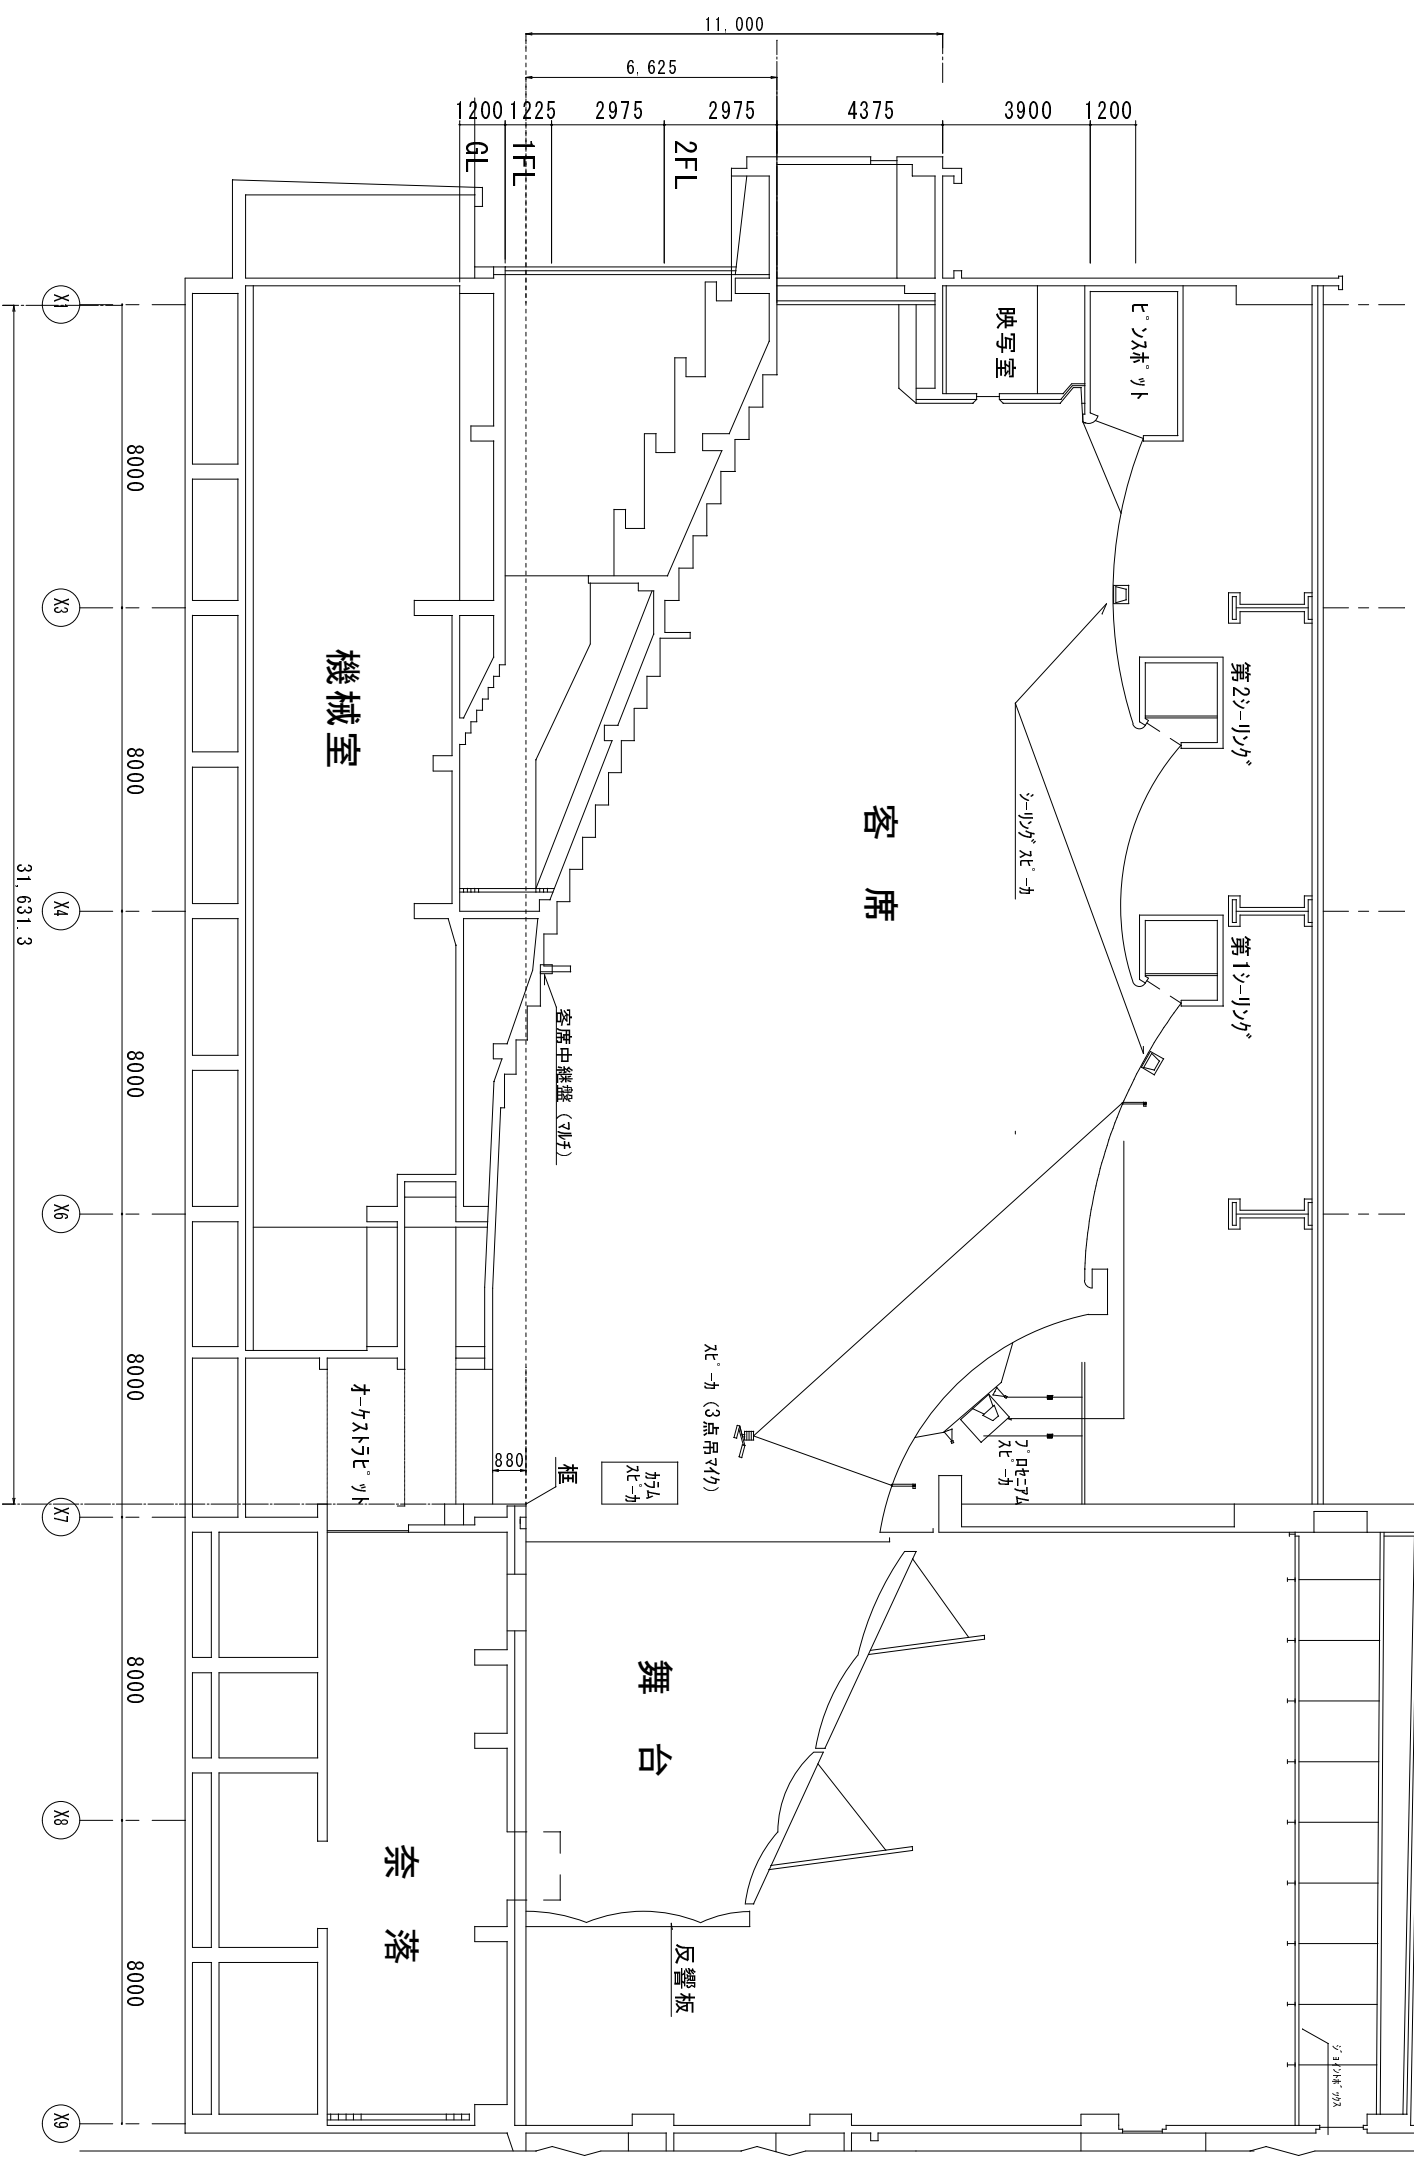 11,000
6,625
1200 1225 2975 2975 4375 3900 1200
GL
1FL
2FL
ピンスポット
映写室
X1
8000
X3
8000
X4
8000
X6
8000
X7
8000
X8
8000
X9
31,631.3
第2シーリング
第1シーリング
シーリングスピーカ
客席
機械室
客席中継盤 (マルチ)
スピーカ (3点吊マイク)
プロセニアム
スピーカ
カラム
スピーカ
框
880
オーケストラピット
舞台
奈落
反響板
ジョイントボックス